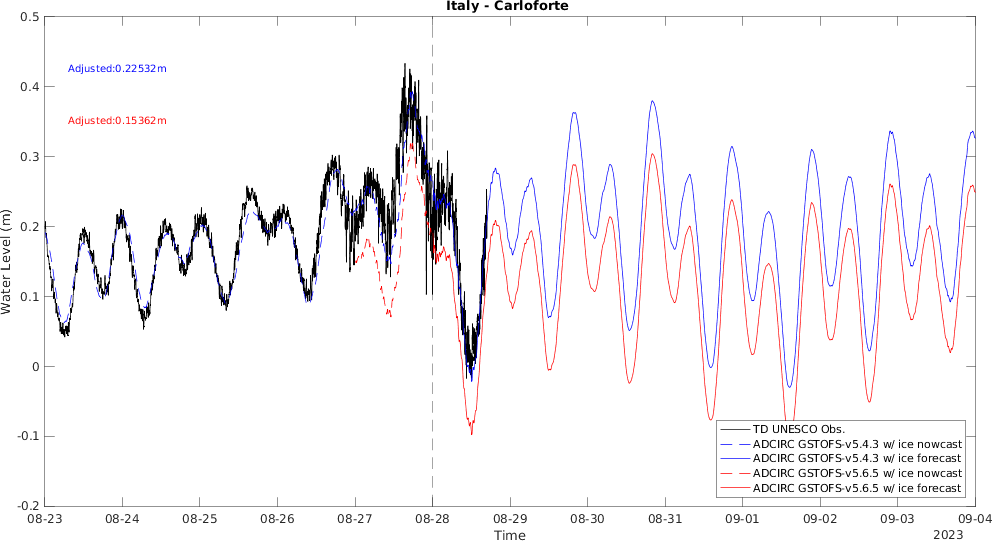 Italy - Carloforte
0.5
0.4
0.3
0.2
0.1
0
-0.1
-0.2
Water Level (m)
Adjusted:0.22532m
Adjusted:0.15362m
TD UNESCO Obs.
ADCIRC GSTOFS-v5.4.3 w/ ice nowcast
ADCIRC GSTOFS-v5.4.3 w/ ice forecast
ADCIRC GSTOFS-v5.6.5 w/ ice nowcast
ADCIRC GSTOFS-v5.6.5 w/ ice forecast
08-23 08-24 08-25 08-26 08-27 08-28 08-29 08-30 08-31 09-01 09-02 09-03 09-04
Time
2023